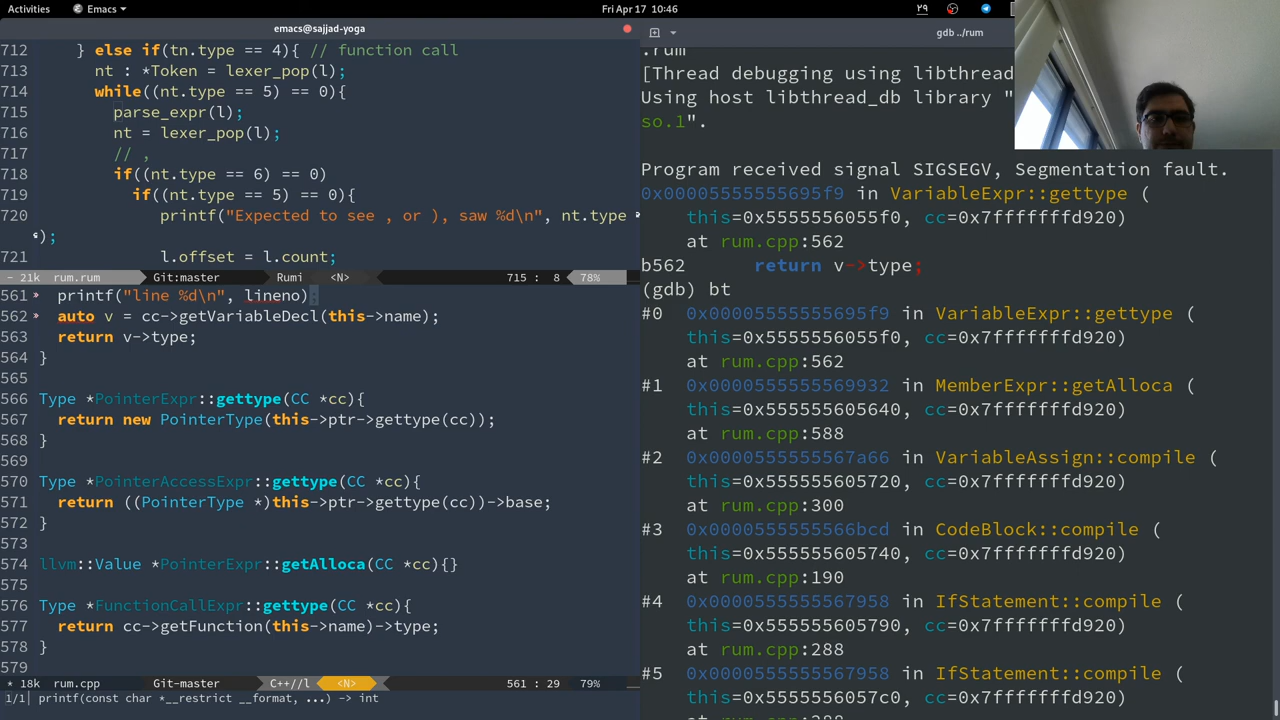 Activities
Emacs
Fri Apr 17 10:46
۲۹
emacs@sajjad-yoga
712 } else if(tn.type == 4){ // function call
713 nt : *Token = lexer_pop(l);
714 while((nt.type == 5) == 0){
715 parse_expr(l);
716 nt = lexer_pop(l);
717 // ,
718 if((nt.type == 6) == 0)
719 if((nt.type == 5) == 0){
720 printf("Expected to see , or ), saw %d\n", nt.type
);
721 l.offset = l.count;
- 21k rum.rum Git:master Rumi <N> 715 : 8 78%
561 printf("line %d\n", lineno);
562 auto v = cc->getVariableDecl(this->name);
563 return v->type;
564 }
565
566 Type *PointerExpr::gettype(CC *cc){
567 return new PointerType(this->ptr->gettype(cc));
568 }
569
570 Type *PointerAccessExpr::gettype(CC *cc){
571 return ((PointerType *)this->ptr->gettype(cc))->base;
572 }
573
574 llvm::Value *PointerExpr::getAlloca(CC *cc){}
575
576 Type *FunctionCallExpr::gettype(CC *cc){
577 return cc->getFunction(this->name)->type;
578 }
579
* 18k rum.cpp Git-master C++//l <N> 561 : 29 79%
1/1| printf(const char *__restrict __format, ...) -> int
gdb ../rum
.rum
[Thread debugging using libthread
Using host libthread_db library "
so.1".
Program received signal SIGSEGV, Segmentation fault.
0x00005555555695f9 in VariableExpr::gettype (
this=0x5555556055f0, cc=0x7fffffffd920)
at rum.cpp:562
b562 return v->type;
(gdb) bt
#0 0x00005555555695f9 in VariableExpr::gettype (
this=0x5555556055f0, cc=0x7fffffffd920)
at rum.cpp:562
#1 0x0000555555569932 in MemberExpr::getAlloca (
this=0x555555605640, cc=0x7fffffffd920)
at rum.cpp:588
#2 0x0000555555567a66 in VariableAssign::compile (
this=0x555555605720, cc=0x7fffffffd920)
at rum.cpp:300
#3 0x0000555555566bcd in CodeBlock::compile (
this=0x555555605740, cc=0x7fffffffd920)
at rum.cpp:190
#4 0x0000555555567958 in IfStatement::compile (
this=0x555555605790, cc=0x7fffffffd920)
at rum.cpp:288
#5 0x0000555555567958 in IfStatement::compile (
this=0x5555556057c0, cc=0x7fffffffd920)